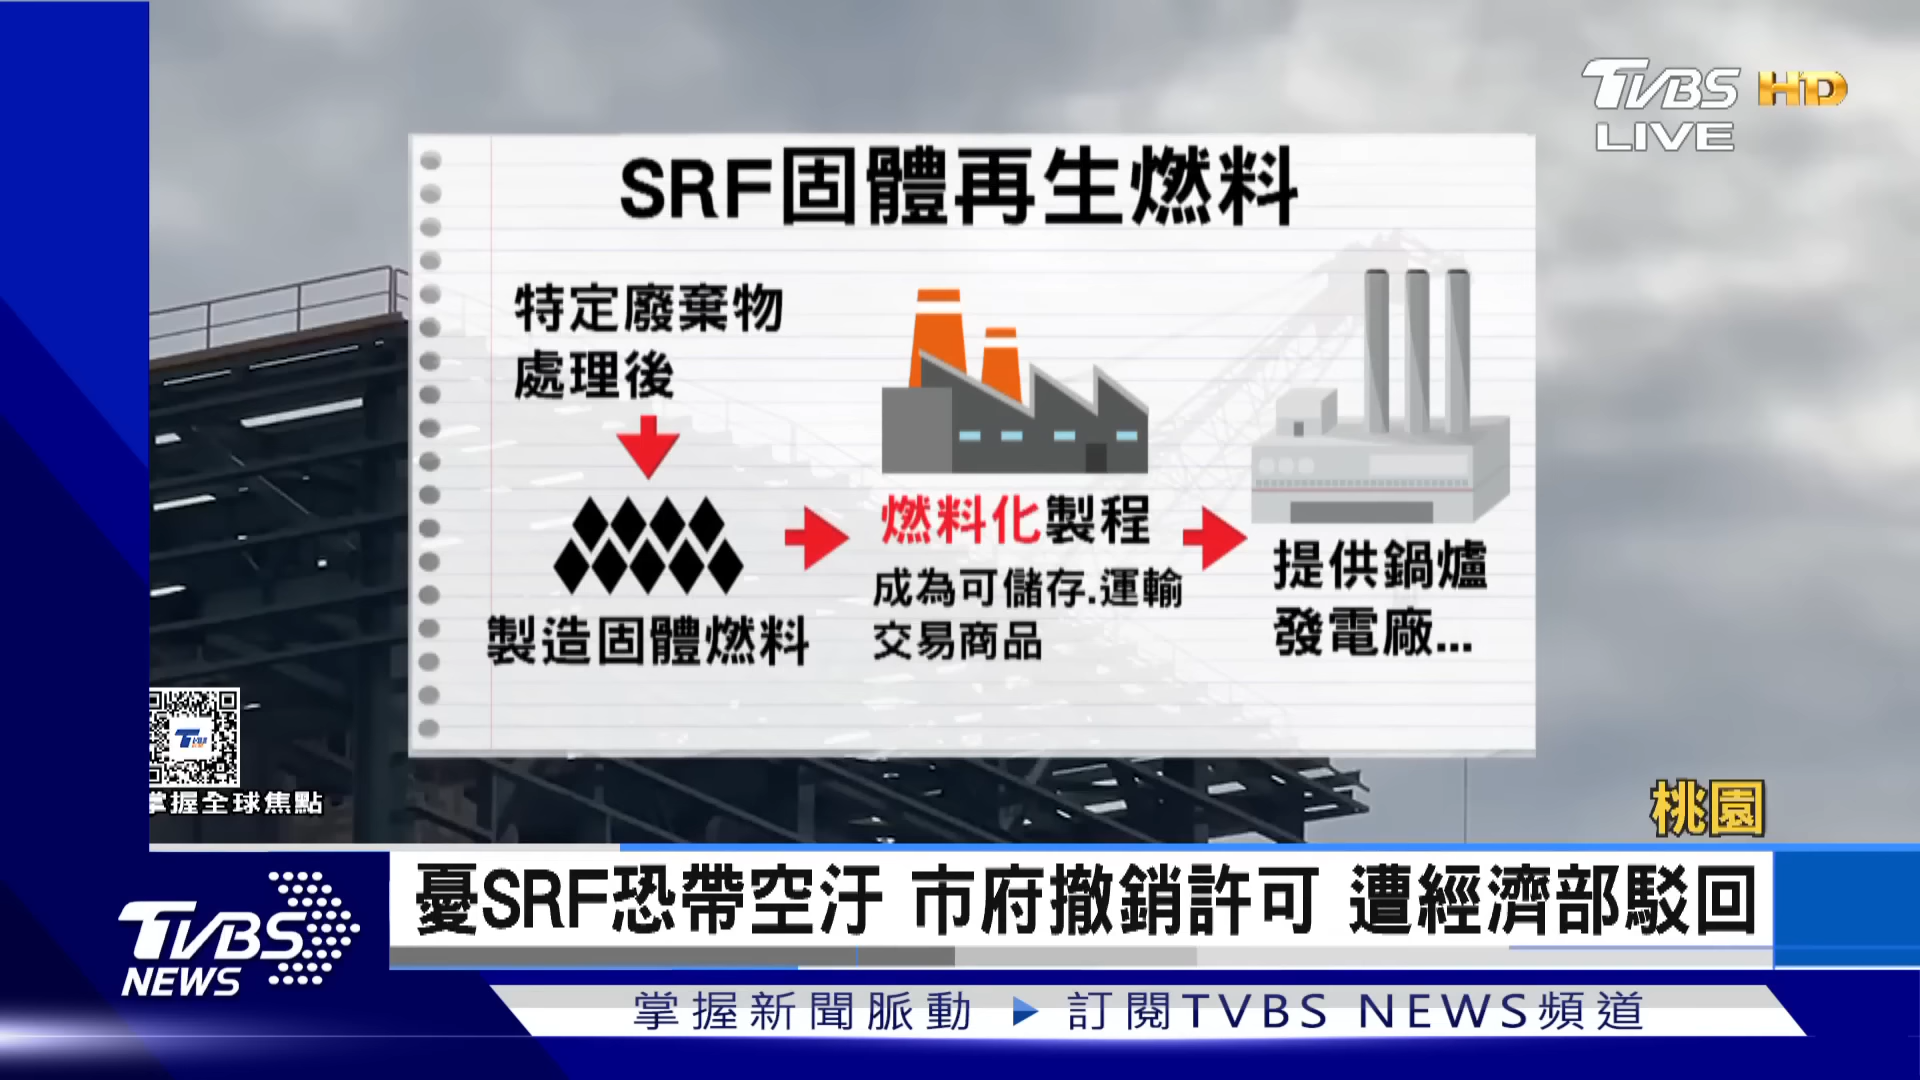 TVBS HD
LIVE
SRF固體再生燃料
特定廢棄物
處理後
製造固體燃料
燃料化製程
成為可儲存.運輸
交易商品
提供鍋爐
發電廠...
TVBS
掌握全球焦點
桃園
憂SRF恐帶空汙 市府撤銷許可 遭經濟部駁回
TVBS
NEWS
掌握新聞脈動 ▶ 訂閱TVBS NEWS頻道